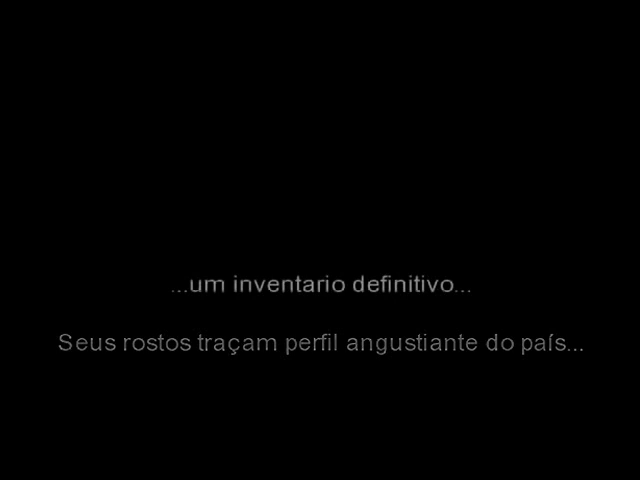 ...um inventario definitivo...
Seus rostos traçam perfil angustiante do país...